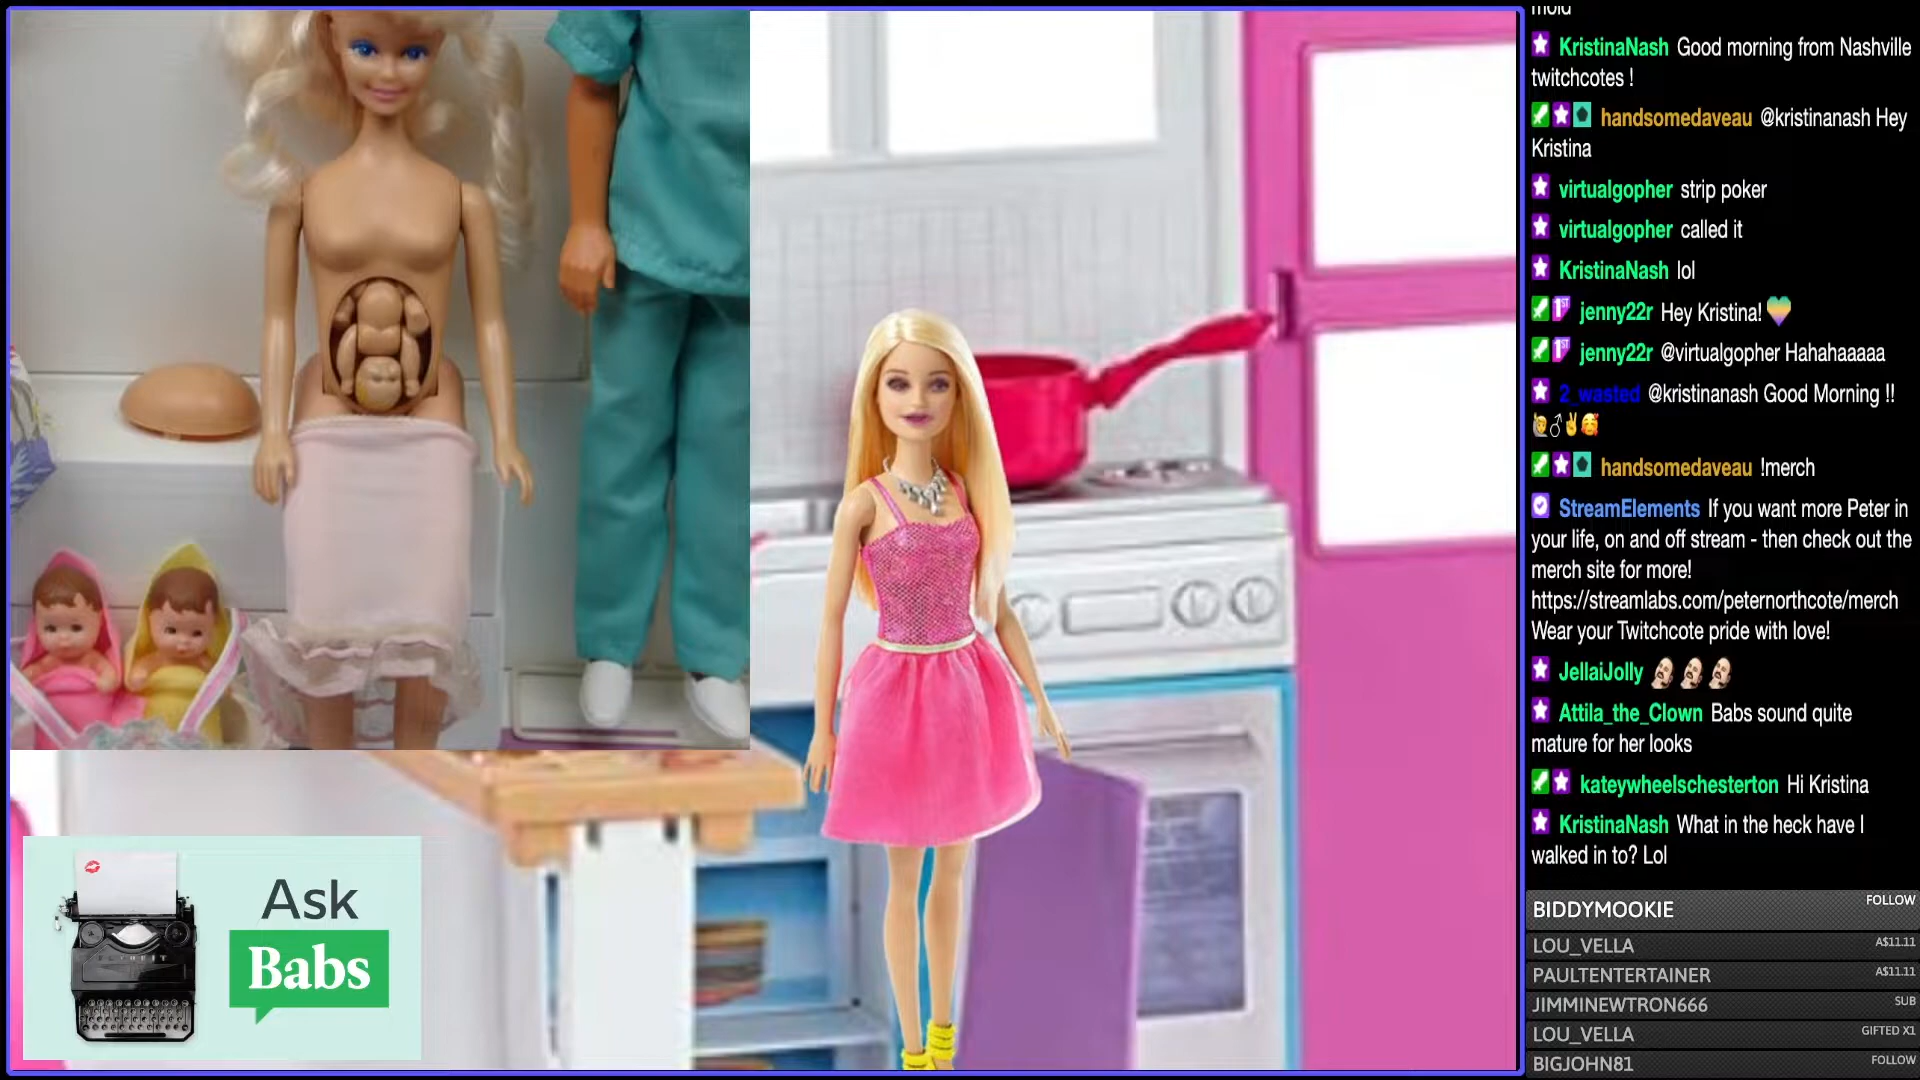 KristinaNash Good morning from Nashville
twitchcotes !
handsomedaveau @kristinanash Hey
Kristina
virtualgopher strip poker
virtualgopher called it
KristinaNash lol
jenny22r Hey Kristina!
jenny22r @virtualgopher Hahahaaaaa
2_wasted @kristinanash Good Morning !!
handsomedaveau !merch
StreamElements If you want more Peter in
your life, on and off stream - then check out the
merch site for more!
https://streamlabs.com/peternorthcote/merch
Wear your Twitchcote pride with love!
JellaiJolly
Attila_the_Clown Babs sound quite
mature for her looks
kateywheelschesterton Hi Kristina
KristinaNash What in the heck have I
walked in to? Lol
BIDDYMOOKIE FOLLOW
LOU_VELLA A$11.11
PAULTENTERTAINER A$11.11
JIMMINEWTRON666 SUB
LOU_VELLA GIFTED X1
BIGJOHN81 FOLLOW
Ask
Babs